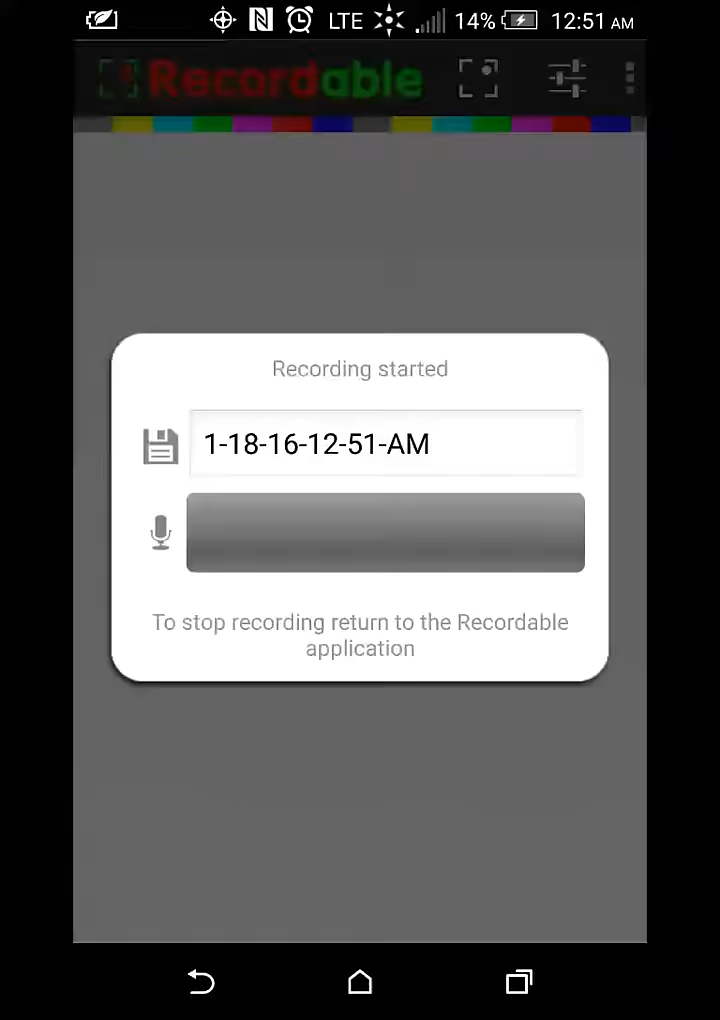 LTE 14% 12:51 AM
Recordable
Recording started
1-18-16-12-51-AM
To stop recording return to the Recordable
application